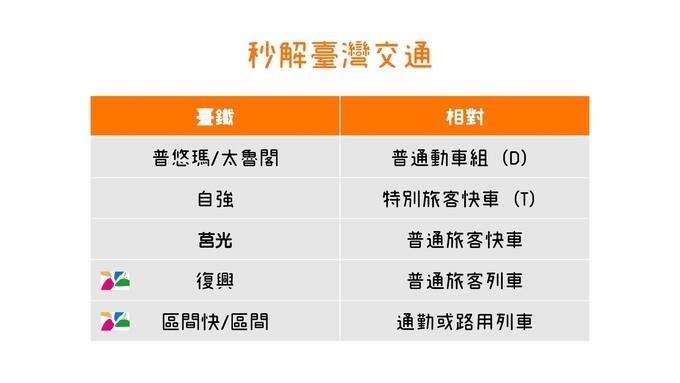 秒解臺灣交通
臺鐵 相對
普悠瑪/太魯閣 普通動車組 (D)
自強 特別旅客快車 (T)
莒光 普通旅客快車
復興 普通旅客列車
區間快/區間 通勤或路用列車